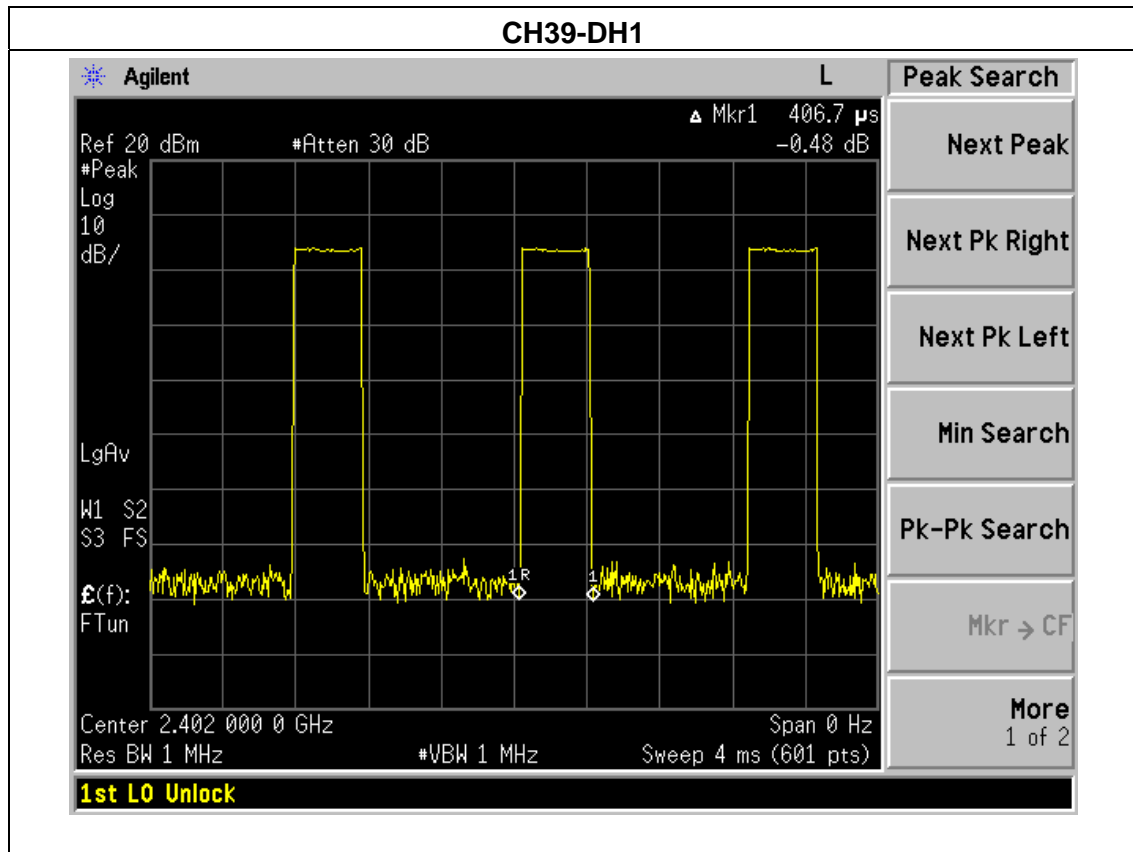 CH39-DH1
Agilent
L
Peak Search
Δ Mkr1 406.7 µs
Ref 20 dBm #Atten 30 dB -0.48 dB
#Peak
Log
10
dB/
LgAv
W1 S2
S3 FS
£(f):
FTun
1R
1
Center 2.402 000 0 GHz Span 0 Hz
Res BW 1 MHz #VBW 1 MHz Sweep 4 ms (601 pts)
1st LO Unlock
Next Peak
Next Pk Right
Next Pk Left
Min Search
Pk-Pk Search
Mkr → CF
More
1 of 2